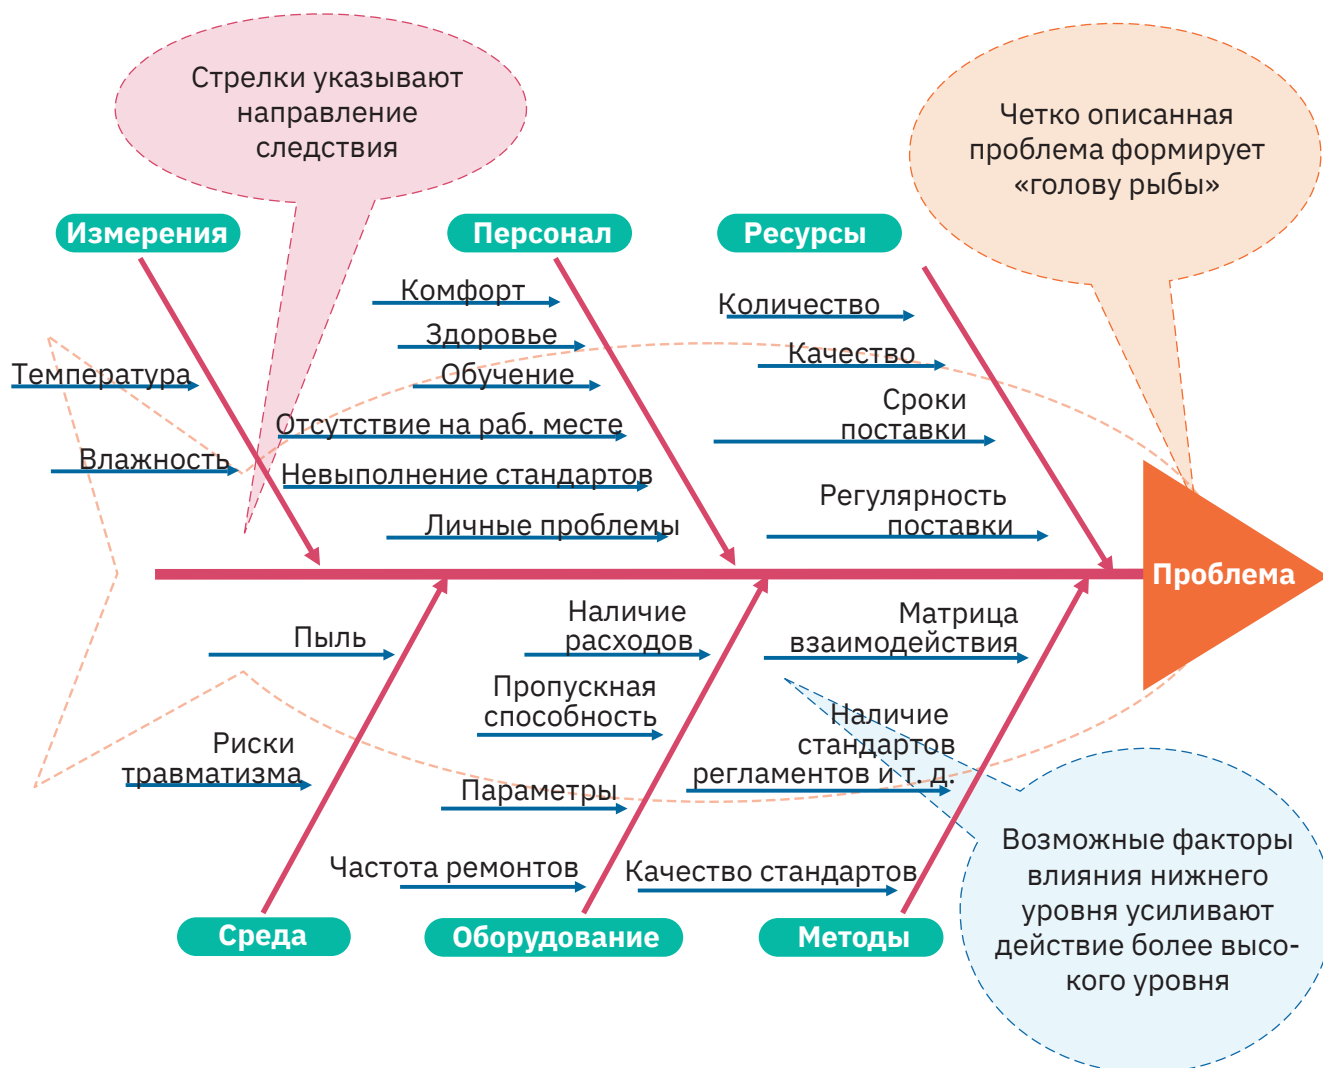 Стрелки указывают
направление
следствия
Четко описанная
проблема формирует
«голову рыбы»
Измерения
Персонал
Ресурсы
Температура
Влажность
Комфорт
Здоровье
Обучение
Отсутствие на раб. месте
Невыполнение стандартов
Личные проблемы
Количество
Качество
Сроки
поставки
Регулярность
поставки
Проблема
Пыль
Риски
травматизма
Наличие
расходов
Пропускная
способность
Параметры
Частота ремонтов
Матрица
взаимодействия
Наличие
стандартов
регламентов и т. д.
Качество стандартов
Среда
Оборудование
Методы
Возможные факторы
влияния нижнего
уровня усиливают
действие более высо-
кого уровня